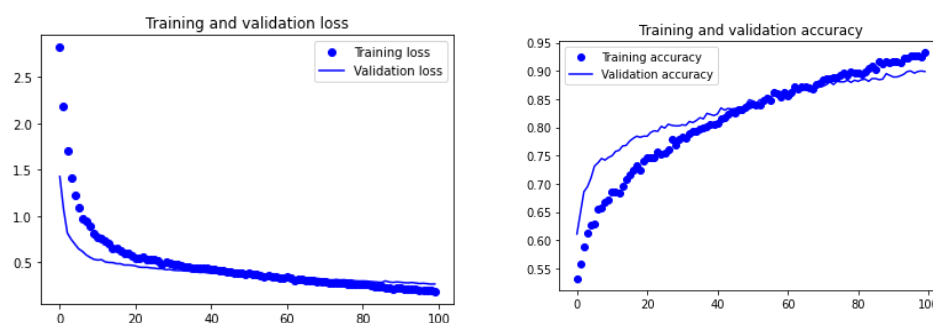 Training and validation loss
Training loss
Validation loss
2.5
2.0
1.5
1.0
0.5
0 20 40 60 80 100
Training and validation accuracy
Training accuracy
Validation accuracy
0.95
0.90
0.85
0.80
0.75
0.70
0.65
0.60
0.55
0 20 40 60 80 100